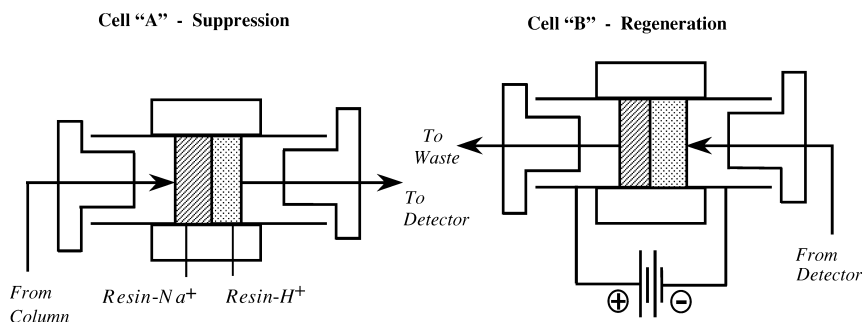 Cell “A” - Suppression
Cell “B” - Regeneration
To
Waste
To
Detector
From
Detector
From
Column
Resin-Na+
Resin-H+
+
-